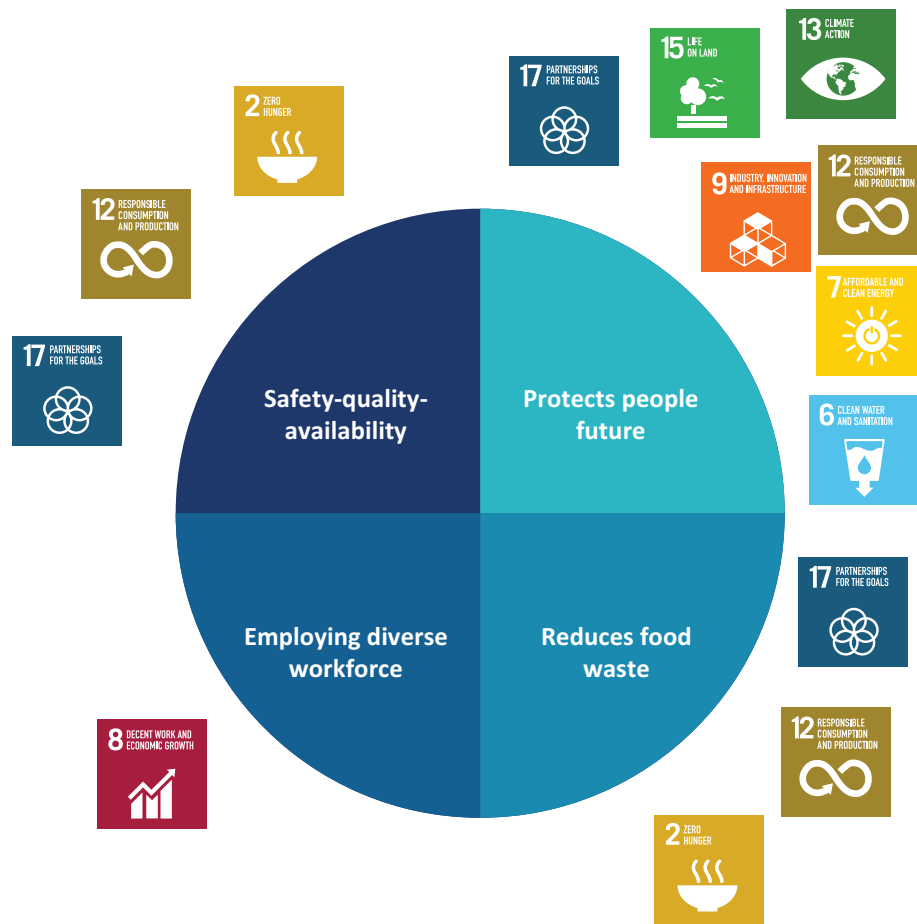 13 CLIMATE
ACTION
15 LIFE
ON LAND
17 PARTNERSHIPS
FOR THE GOALS
2 ZERO
HUNGER
12 RESPONSIBLE
CONSUMPTION
AND PRODUCTION
9 INDUSTRY, INNOVATION
AND INFRASTRUCTURE
12 RESPONSIBLE
CONSUMPTION
AND PRODUCTION
7 AFFORDABLE AND
CLEAN ENERGY
17 PARTNERSHIPS
FOR THE GOALS
Safety-quality-
availability
Protects people
future
6 CLEAN WATER
AND SANITATION
17 PARTNERSHIPS
FOR THE GOALS
Employing diverse
workforce
Reduces food
waste
8 DECENT WORK AND
ECONOMIC GROWTH
12 RESPONSIBLE
CONSUMPTION
AND PRODUCTION
2 ZERO
HUNGER